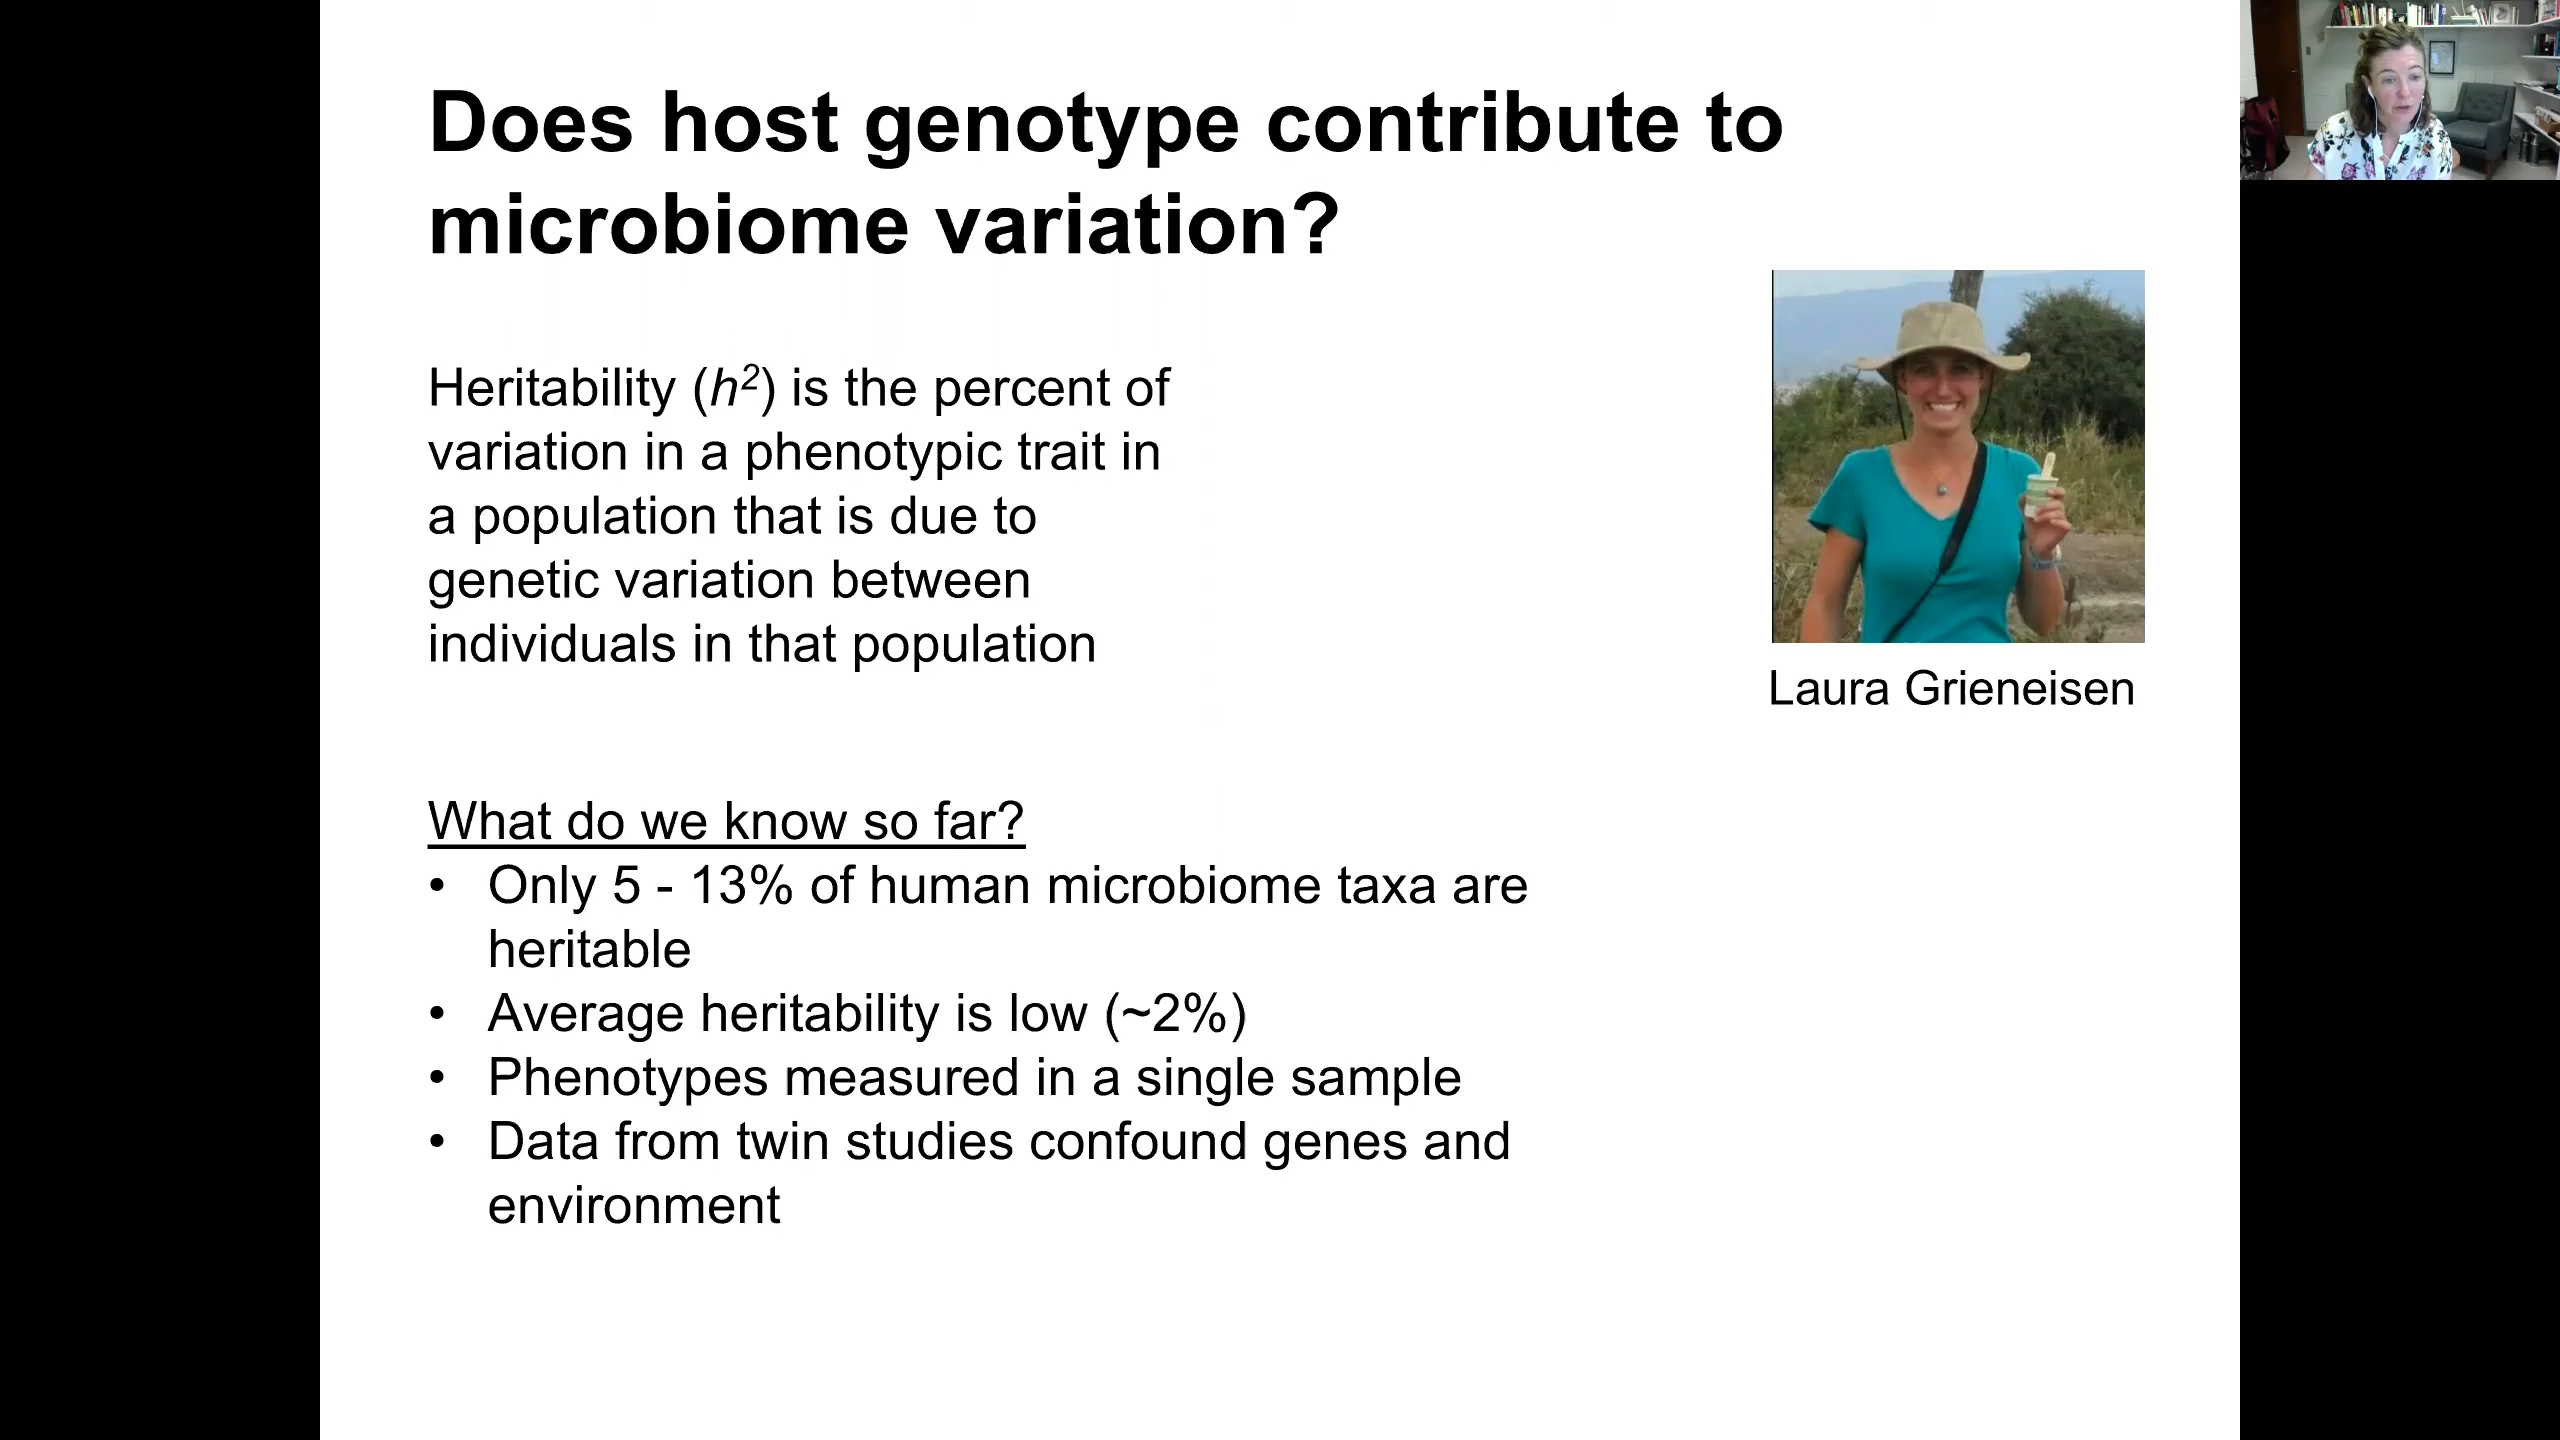 Does host genotype contribute to
microbiome variation?
Heritability (h²) is the percent of
variation in a phenotypic trait in
a population that is due to
genetic variation between
individuals in that population
Laura Grieneisen
What do we know so far?
• Only 5 - 13% of human microbiome taxa are
heritable
• Average heritability is low (~2%)
• Phenotypes measured in a single sample
• Data from twin studies confound genes and
environment